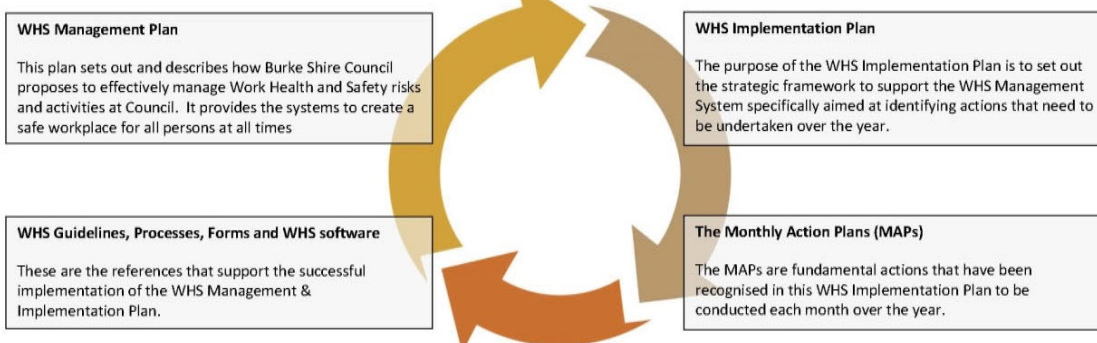 WHS Management Plan
This plan sets out and describes how Burke Shire Council
proposes to effectively manage Work Health and Safety risks
and activities at Council.  It provides the systems to create a
safe workplace for all persons at all times
WHS Implementation Plan
The purpose of the WHS Implementation Plan is to set out
the strategic framework to support the WHS Management
System specifically aimed at identifying actions that need to
be undertaken over the year.
WHS Guidelines, Processes, Forms and WHS software
These are the references that support the successful
implementation of the WHS Management &
Implementation Plan.
The Monthly Action Plans (MAPs)
The MAPs are fundamental actions that have been
recognised in this WHS Implementation Plan to be
conducted each month over the year.